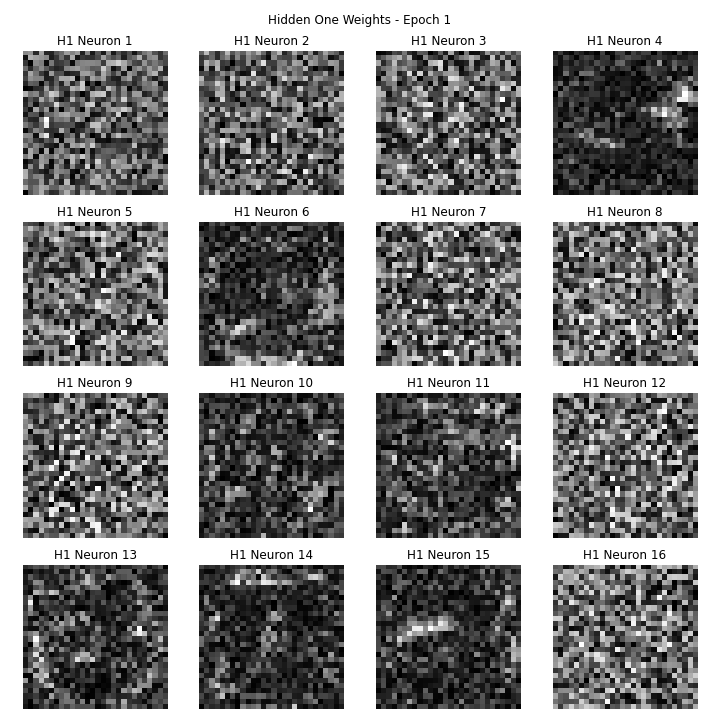 Hidden One Weights - Epoch 1
H1 Neuron 1 H1 Neuron 2 H1 Neuron 3 H1 Neuron 4
H1 Neuron 5 H1 Neuron 6 H1 Neuron 7 H1 Neuron 8
H1 Neuron 9 H1 Neuron 10 H1 Neuron 11 H1 Neuron 12
H1 Neuron 13 H1 Neuron 14 H1 Neuron 15 H1 Neuron 16